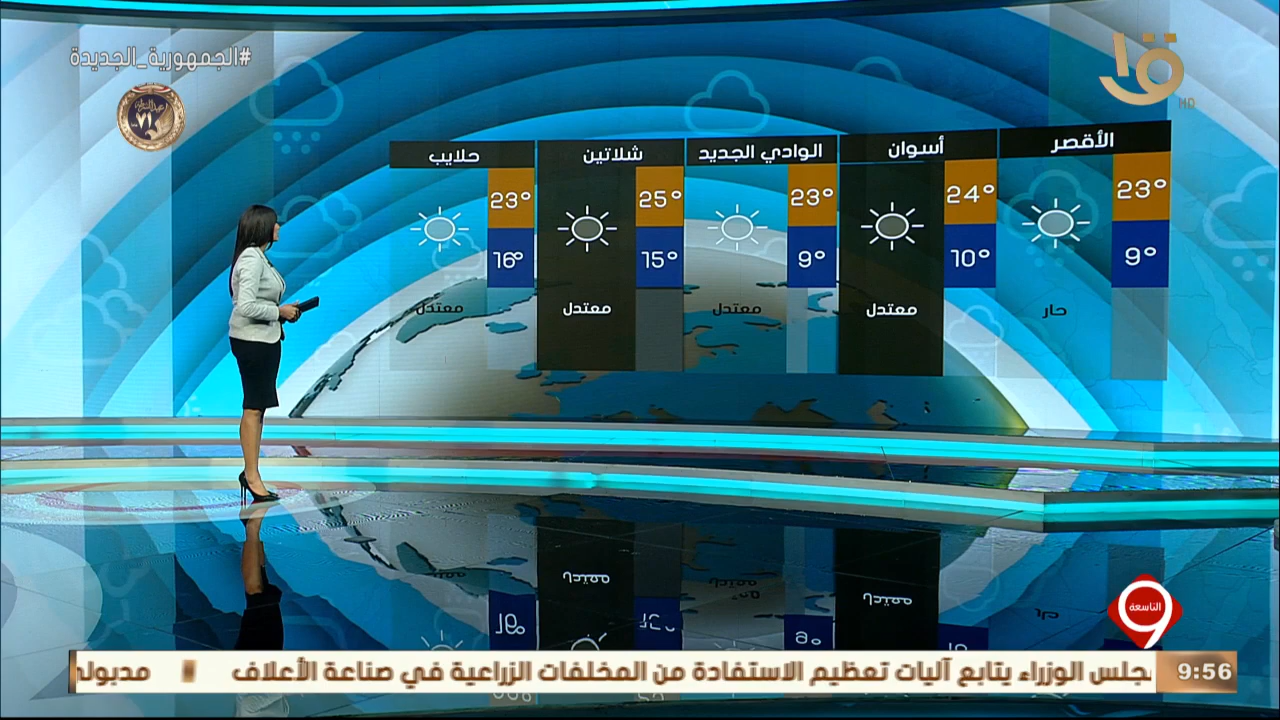 #الجمهورية_الجديدة
٧١
HD
الأقصر
23°
9°
حار
أسوان
24°
10°
معتدل
الوادي الجديد
23°
9°
معتدل
شلاتين
25°
15°
معتدل
حلايب
23°
16°
معتدل
التاسعة
9
9:56
مجلس الوزراء يتابع آليات تعظيم الاستفادة من المخلفات الزراعية في صناعة الأعلاف